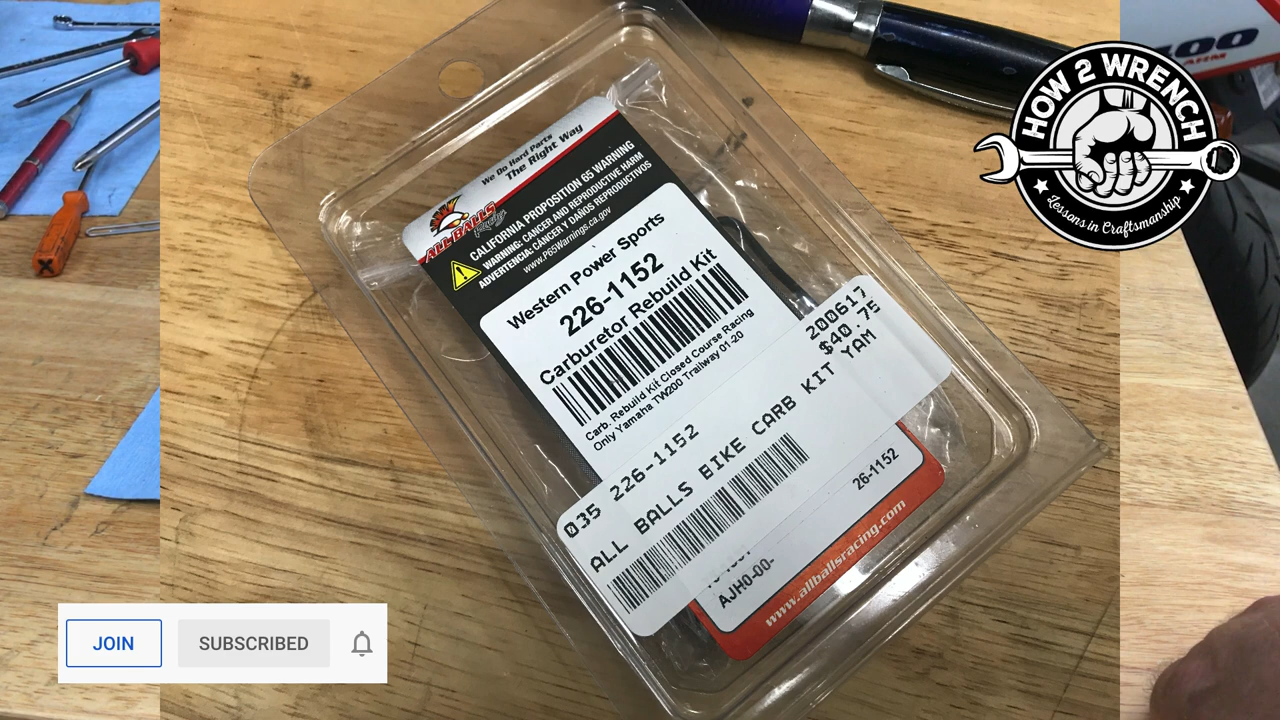 We Do Hard Parts
The Right Way
ALL BALLS
Racing
CALIFORNIA PROPOSITION 65 WARNING
WARNING: CANCER AND REPRODUCTIVE HARM
ADVERTENCIA: CÁNCER Y DAÑOS REPRODUCTIVOS
www.P65Warnings.ca.gov
Western Power Sports
226-1152
Carburetor Rebuild Kit
Carb. Rebuild Kit Closed Course Racing
Only Yamaha TW200 Trailway 01-20
200617
$40.75
035 226-1152
ALL BALLS BIKE CARB KIT YAM
26-1152
AJH0-00-
www.allballsracing.com
HOW 2 WRENCH
Lessons in Craftsmanship
JOIN
SUBSCRIBED